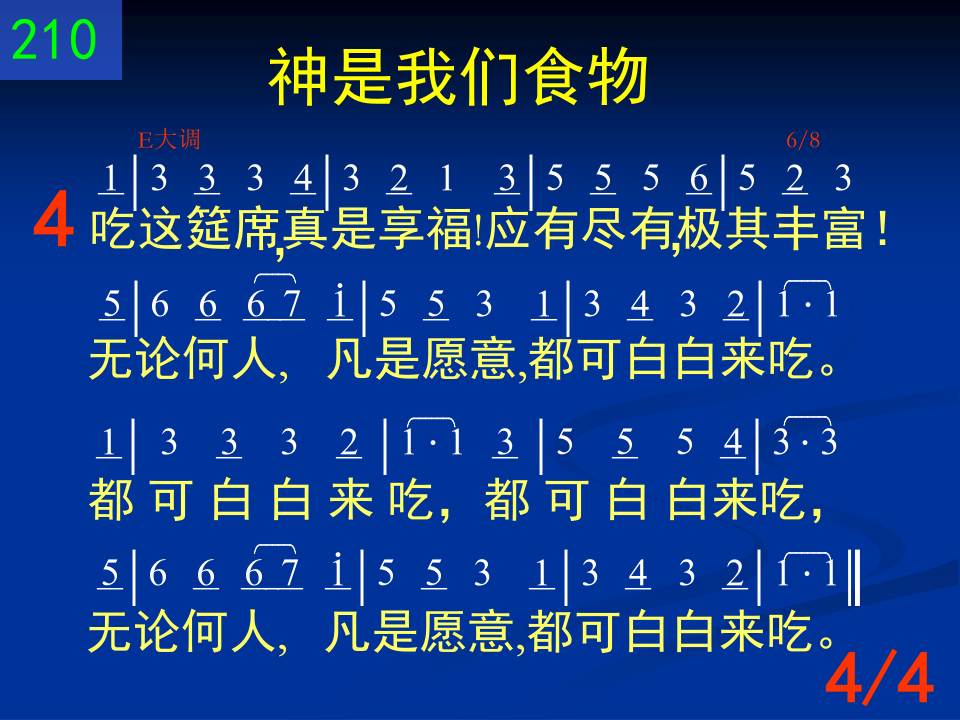 210
神是我们食物
E大调 6/8
1|3 3 3 4|3 2 1 3|5 5 5 6|5 2 3
4
吃这筵席,真是享福!应有尽有,极其丰富!
5|6 6 6 7 i|5 5 3 1|3 4 3 2|1·1
无论何人, 凡是愿意,都可白白来吃。
1|3 3 3 2|1·1 3|5 5 5 4|3·3
都可白白来吃, 都可白白来吃,
5|6 6 6 7 i|5 5 3 1|3 4 3 2|1·1‖
无论何人, 凡是愿意,都可白白来吃。
4/4